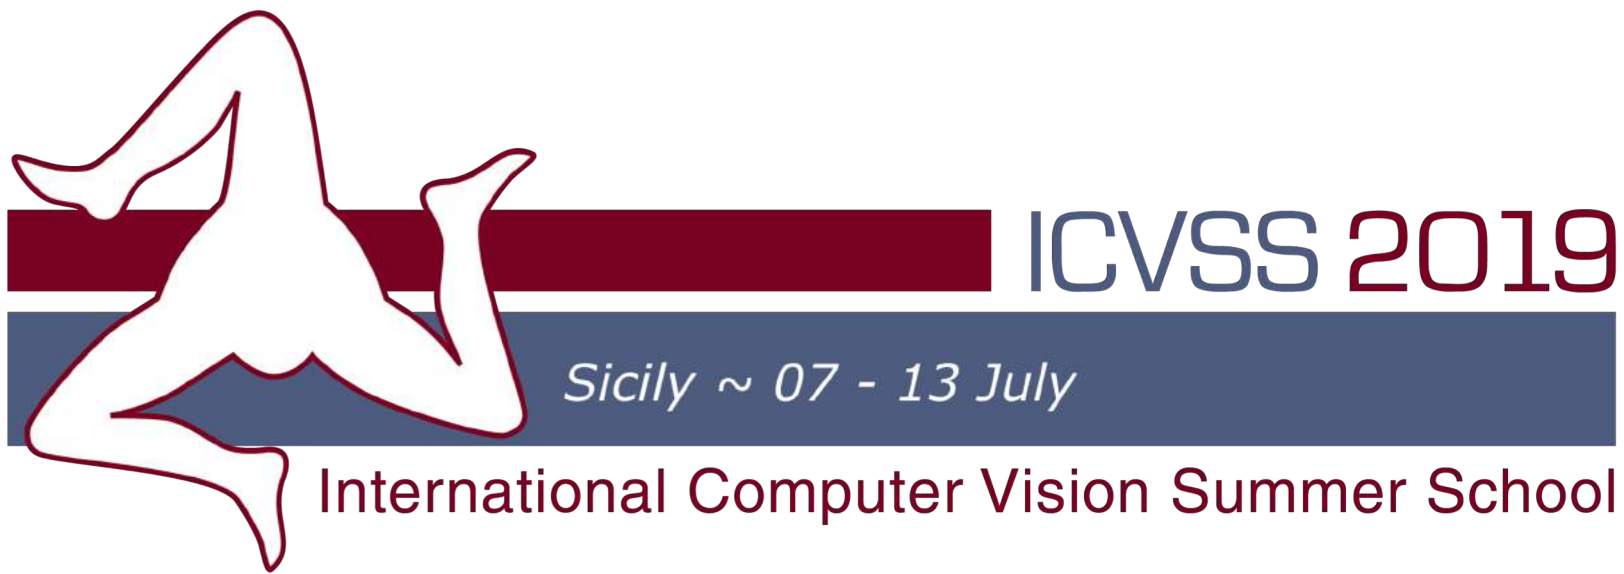 ICVSS 2019
Sicily ~ 07 - 13 July
International Computer Vision Summer School